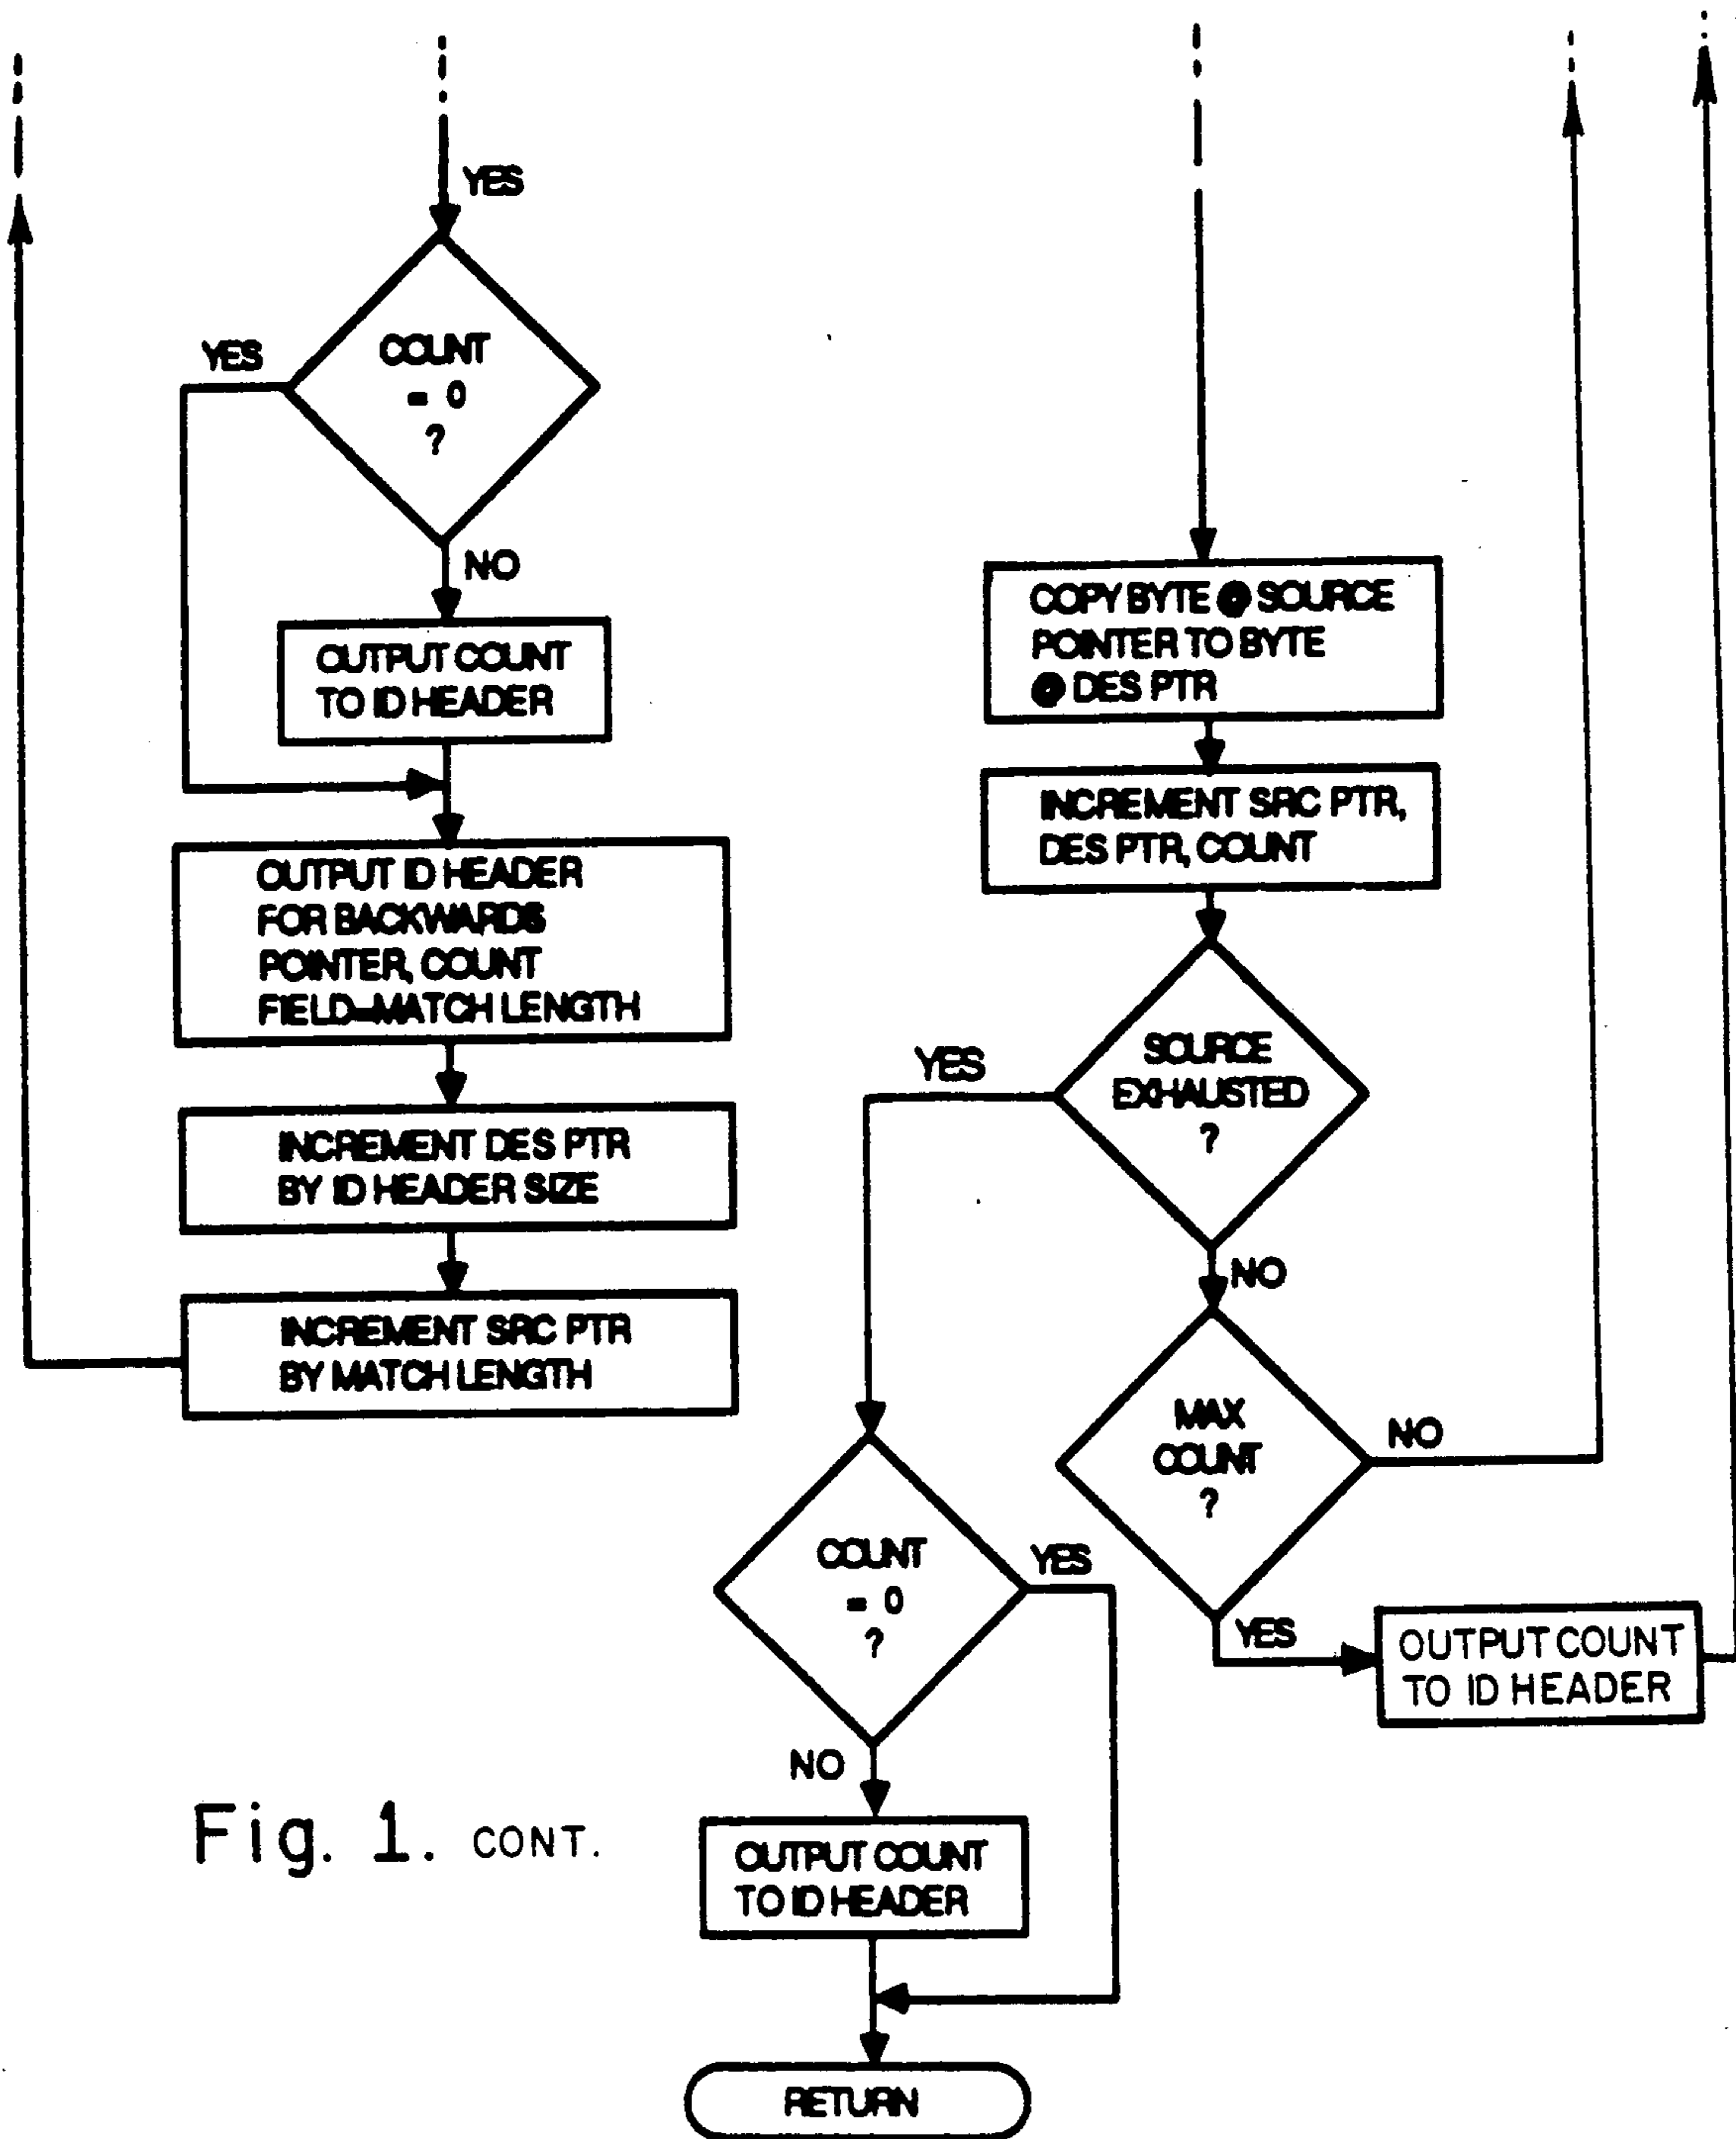 YES
COUNT
= 0
?
YES
NO
OUTPUT COUNT
TO ID HEADER
OUTPUT ID HEADER
FOR BACKWARDS
POINTER, COUNT
FIELD=MATCH LENGTH
INCREMENT DES PTR
BY ID HEADER SIZE
INCREMENT SRC PTR
BY MATCH LENGTH
COPY BYTE @ SOURCE
POINTER TO BYTE
@ DES PTR
INCREMENT SRC PTR,
DES PTR, COUNT
SOURCE
EXHAUSTED
?
YES
NO
MAX
COUNT
?
NO
YES
OUTPUT COUNT
TO ID HEADER
COUNT
= 0
?
YES
NO
OUTPUT COUNT
TO ID HEADER
RETURN
Fig. 1. CONT.